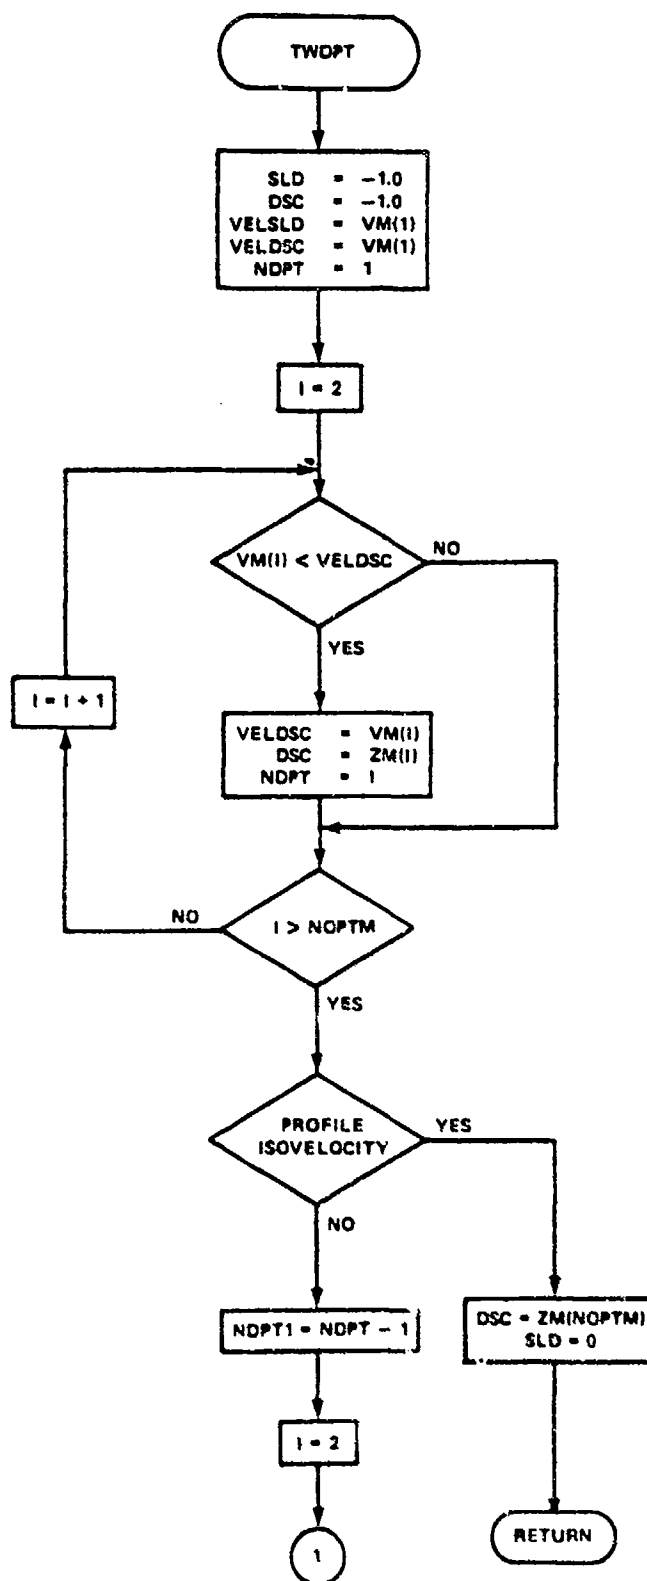 TWDPT
SLD = -1.0
DSC = -1.0
VELSLD = VM(1)
VELDSC = VM(1)
NDPT = 1
I = 2
VM(I) < VELDSC
NO
YES
I = I + 1
VELDSC = VM(I)
DSC = ZM(I)
NDPT = I
NO
I > NOPTM
YES
PROFILE
ISOVELOCITY
YES
NO
NDPT1 = NDPT - 1
DSC = ZM(NOPTM)
SLD = 0
I = 2
1
RETURN